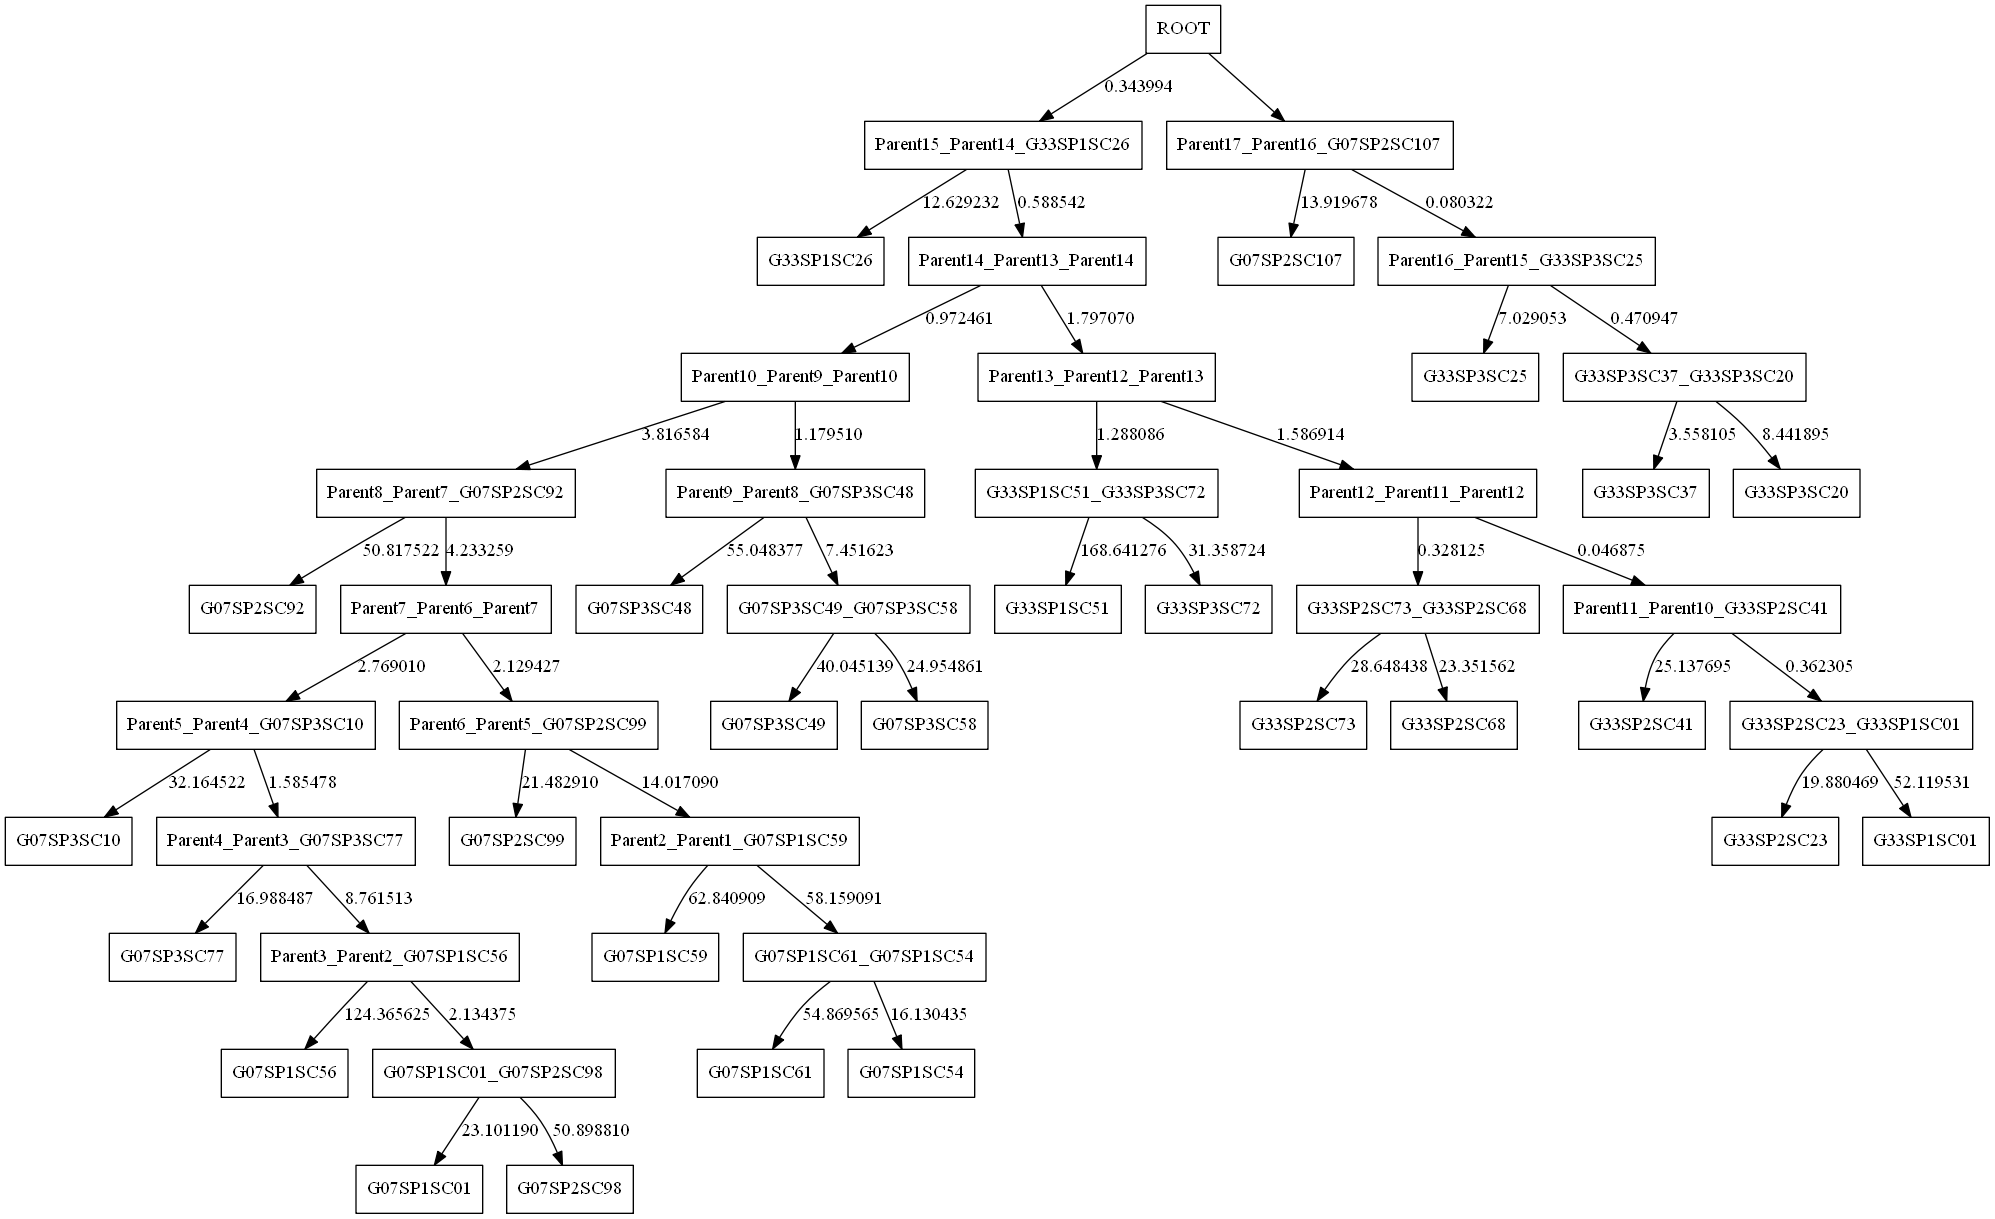 ROOT
0.343994
Parent15_Parent14_G33SP1SC26
Parent17_Parent16_G07SP2SC107
12.629232
0.588542
13.919678
0.080322
G33SP1SC26
Parent14_Parent13_Parent14
G07SP2SC107
Parent16_Parent15_G33SP3SC25
0.972461
1.797070
7.029053
0.470947
Parent10_Parent9_Parent10
Parent13_Parent12_Parent13
G33SP3SC25
G33SP3SC37_G33SP3SC20
3.816584
1.179510
1.288086
1.586914
3.558105
8.441895
Parent8_Parent7_G07SP2SC92
Parent9_Parent8_G07SP3SC48
G33SP1SC51_G33SP3SC72
Parent12_Parent11_Parent12
G33SP3SC37
G33SP3SC20
50.817522
4.233259
55.048377
7.451623
168.641276
31.358724
0.328125
0.046875
G07SP2SC92
Parent7_Parent6_Parent7
G07SP3SC48
G07SP3SC49_G07SP3SC58
G33SP1SC51
G33SP3SC72
G33SP2SC73_G33SP2SC68
Parent11_Parent10_G33SP2SC41
2.769010
2.129427
40.045139
24.954861
28.648438
23.351562
25.137695
0.362305
Parent5_Parent4_G07SP3SC10
Parent6_Parent5_G07SP2SC99
G07SP3SC49
G07SP3SC58
G33SP2SC73
G33SP2SC68
G33SP2SC41
G33SP2SC23_G33SP1SC01
32.164522
1.585478
21.482910
14.017090
19.880469
52.119531
G07SP3SC10
Parent4_Parent3_G07SP3SC77
G07SP2SC99
Parent2_Parent1_G07SP1SC59
G33SP2SC23
G33SP1SC01
16.988487
8.761513
62.840909
58.159091
G07SP3SC77
Parent3_Parent2_G07SP1SC56
G07SP1SC59
G07SP1SC61_G07SP1SC54
124.365625
2.134375
54.869565
16.130435
G07SP1SC56
G07SP1SC01_G07SP2SC98
G07SP1SC61
G07SP1SC54
23.101190
50.898810
G07SP1SC01
G07SP2SC98